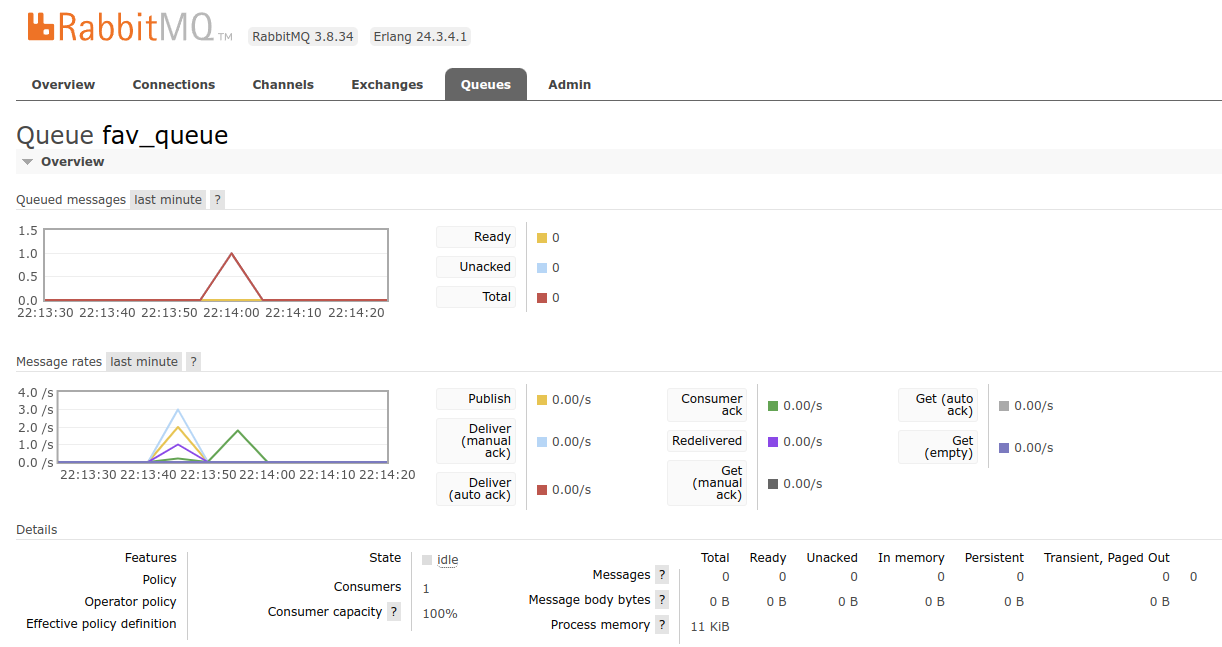 RabbitMQ TM RabbitMQ 3.8.34 Erlang 24.3.4.1
Overview Connections Channels Exchanges Queues Admin
Queue fav_queue
Overview
Queued messages last minute ?
1.5
1.0
0.5
0.0
22:13:30 22:13:40 22:13:50 22:14:00 22:14:10 22:14:20
Ready 0
Unacked 0
Total 0
Message rates last minute ?
4.0 /s
3.0 /s
2.0 /s
1.0 /s
0.0 /s
22:13:30 22:13:40 22:13:50 22:14:00 22:14:10 22:14:20
Publish 0.00/s
Deliver
(manual
ack)
0.00/s
Deliver
(auto ack)
0.00/s
Consumer
ack
0.00/s
Redelivered 0.00/s
Get
(manual
ack)
0.00/s
Get (auto
ack)
0.00/s
Get
(empty)
0.00/s
Details
Features
Policy
Operator policy
Effective policy definition
State idle
Consumers 1
Consumer capacity ? 100%
Total Ready Unacked In memory Persistent Transient, Paged Out
Messages ? 0 0 0 0 0 0 0
Message body bytes ? 0 B 0 B 0 B 0 B 0 B 0 B
Process memory ? 11 KiB